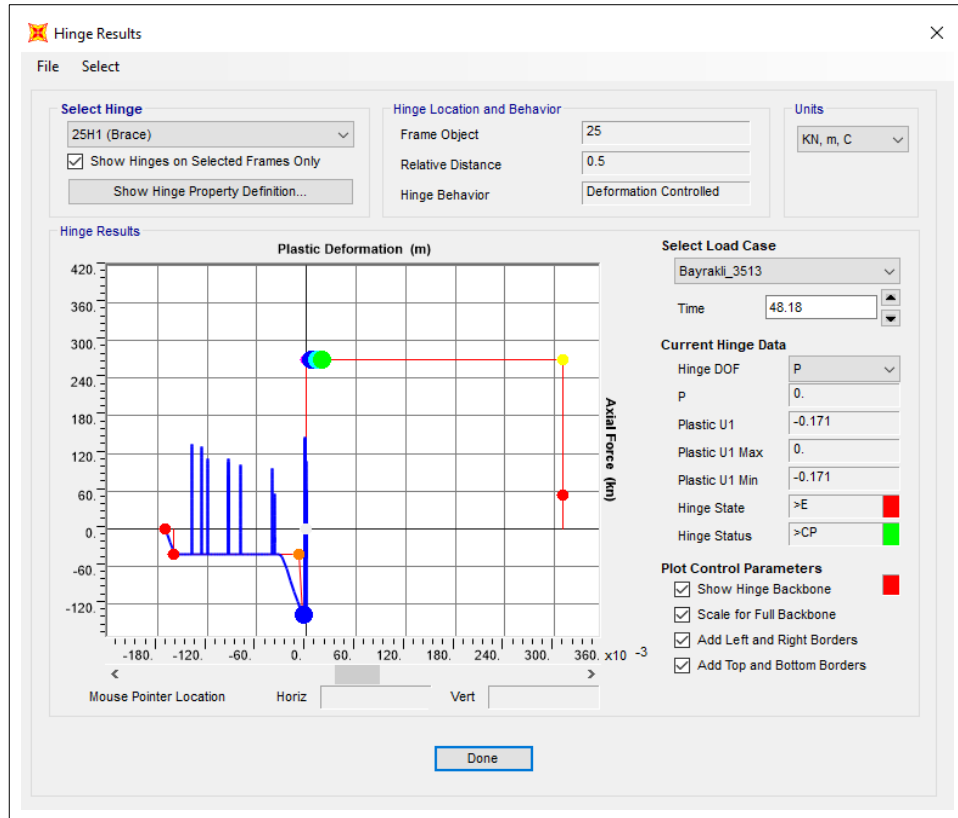 Hinge Results
File Select
Select Hinge
25H1 (Brace)
Show Hinges on Selected Frames Only
Show Hinge Property Definition...
Hinge Location and Behavior
Frame Object 25
Relative Distance 0.5
Hinge Behavior Deformation Controlled
Units
KN, m, C
Hinge Results
Plastic Deformation (m)
420.
360.
300.
240.
180.
120.
60.
0.
-60.
-120.
-180. -120. -60. 0. 60. 120. 180. 240. 300. 360. x10 -3
Axial Force (kn)
Mouse Pointer Location Horiz Vert
Select Load Case
Bayrakli_3513
Time 48.18
Current Hinge Data
Hinge DOF P
P 0.
Plastic U1 -0.171
Plastic U1 Max 0.
Plastic U1 Min -0.171
Hinge State >E
Hinge Status >CP
Plot Control Parameters
Show Hinge Backbone
Scale for Full Backbone
Add Left and Right Borders
Add Top and Bottom Borders
Done